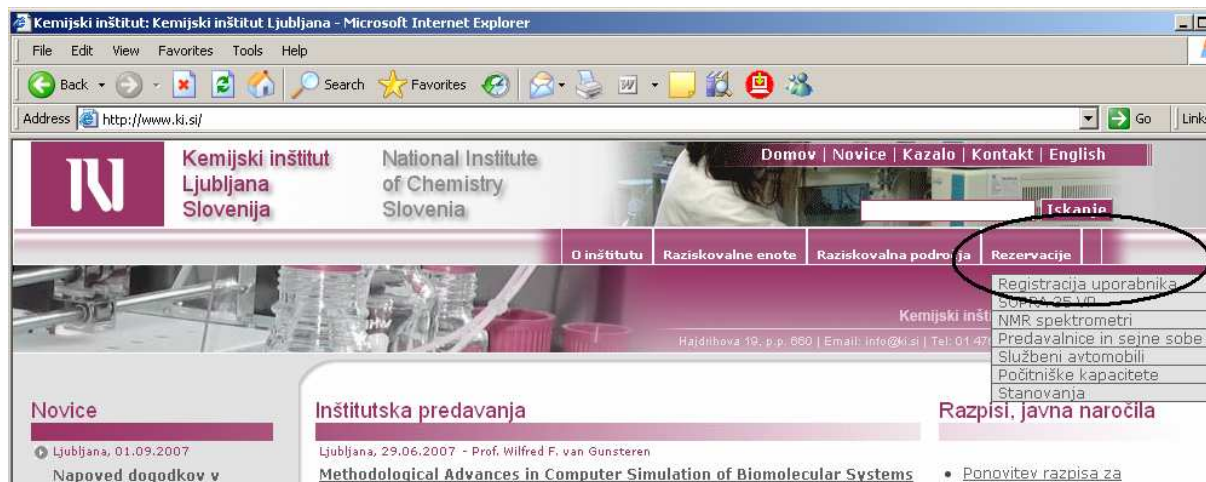 Kemijski inštitut: Kemijski inštitut Ljubljana - Microsoft Internet Explorer
File Edit View Favorites Tools Help
Back Search Favorites
Address http://www.ki.si/ Go Links
Kemijski inštitut
Ljubljana
Slovenija
National Institute
of Chemistry
Slovenia
Domov | Novice | Kazalo | Kontakt | English
Iskanje
O inštitutu Raziskovalne enote Raziskovalna področja Rezervacije
Registracija uporabnika
SUPRA 35 VP
NMR spektrometri
Predavalnice in sejne sobe
Službeni avtomobili
Počitniške kapacitete
Stanovanja
Kemijski inšt
Hajdrihova 19, p.p. 660 | Email: info@ki.si | Tel: 01 47
Novice
Ljubljana, 01.09.2007
Napoved dogodkov v
Inštitutska predavanja
Ljubljana, 29.06.2007 - Prof. Wilfred F. van Gunsteren
Methodological Advances in Computer Simulation of Biomolecular Systems
Razpisi, javna naročila
Ponovitev razpisa za